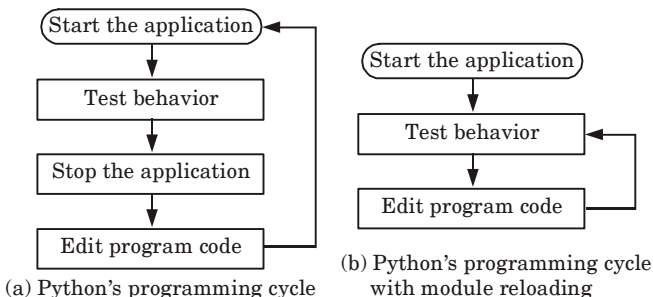 Start the application
Test behavior
Stop the application
Edit program code
(a) Python's programming cycle
Start the application
Test behavior
Edit program code
(b) Python's programming cycle
with module reloading